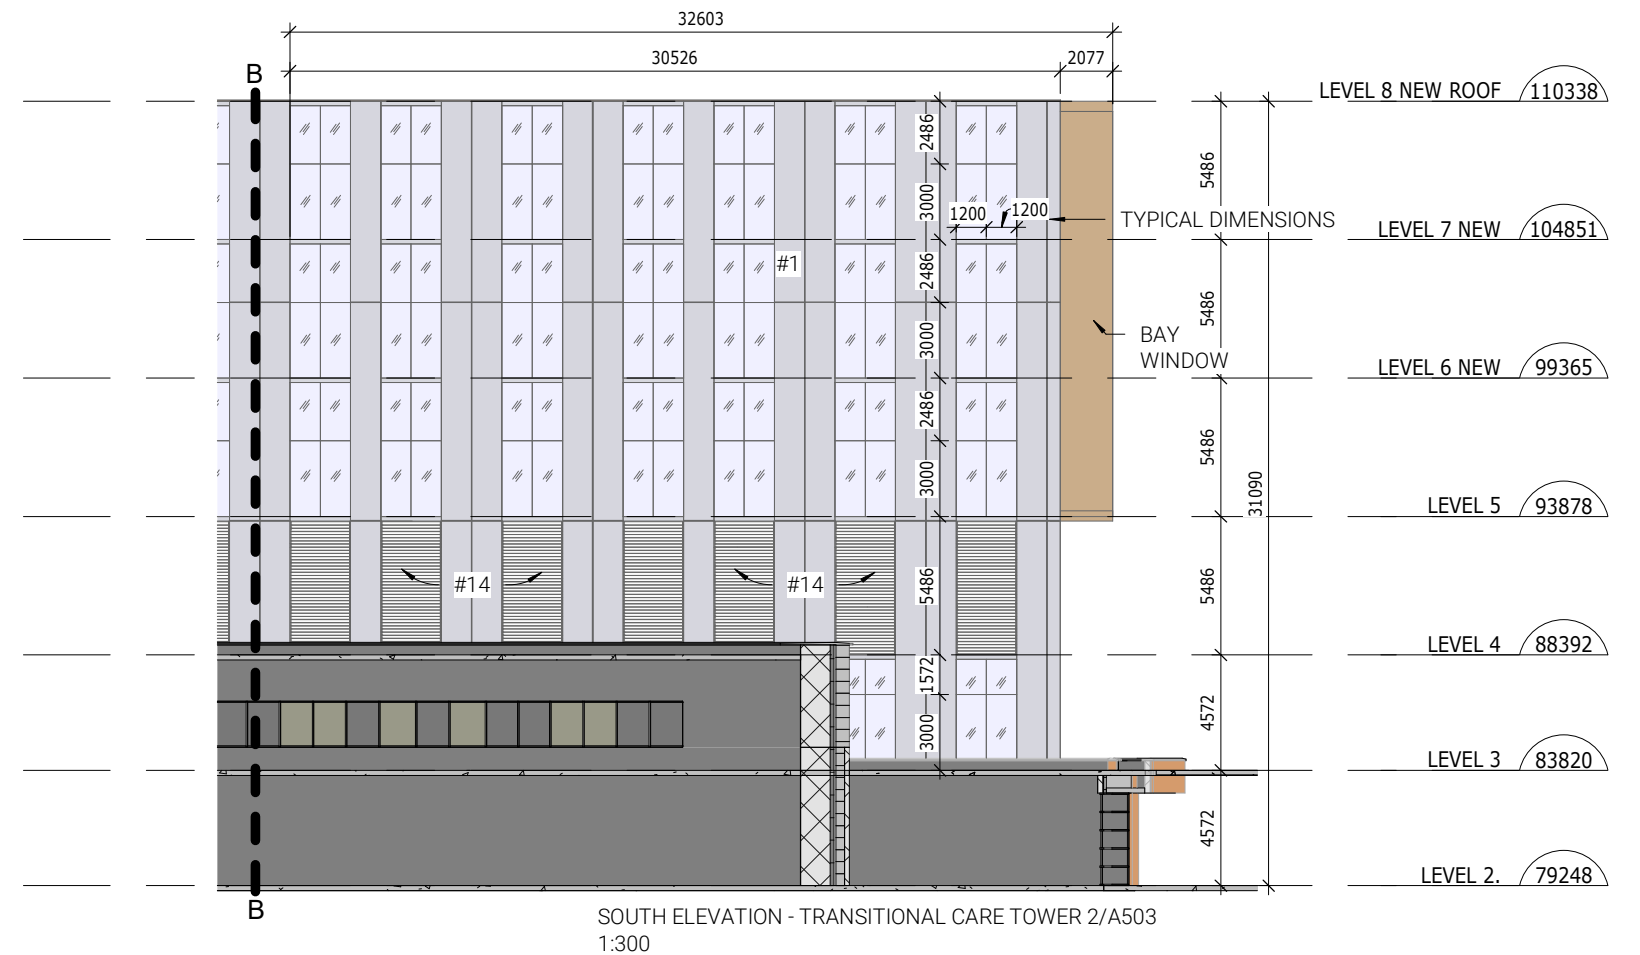 32603
30526
2077
B
LEVEL 8 NEW ROOF 110338
2486
5486
3000
1200
1200
TYPICAL DIMENSIONS
LEVEL 7 NEW 104851
#1
2486
5486
3000
BAY
WINDOW
LEVEL 6 NEW 99365
2486
5486
3000
31090
LEVEL 5 93878
#14
#14
5486
5486
LEVEL 4 88392
1572
4572
3000
LEVEL 3 83820
4572
LEVEL 2. 79248
B
SOUTH ELEVATION - TRANSITIONAL CARE TOWER 2/A503
1:300